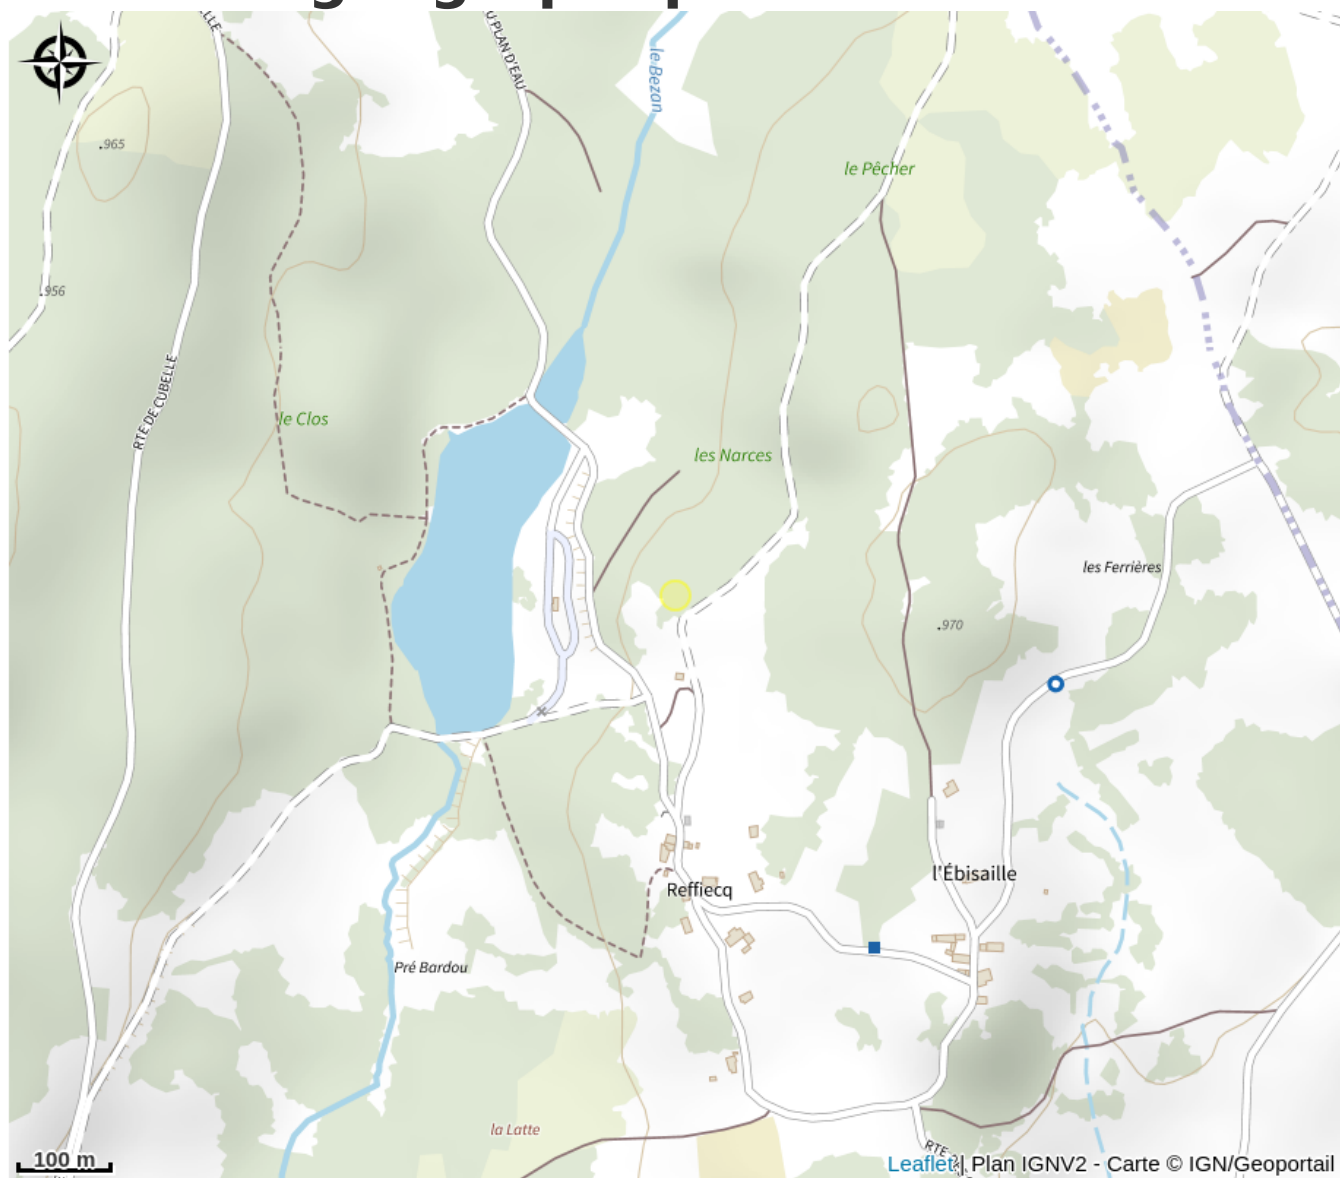 U PLAN D'EAU
le Bezan
.965
le Pêcher
.956
RTE DE CUBELLE
le Clos
les Narces
les Ferrières
.970
l'Ébisaille
Reffiecq
Pré Bardou
la Latte
100 m
Leaflet | Plan IGNV2 - Carte © IGN/Geoportail